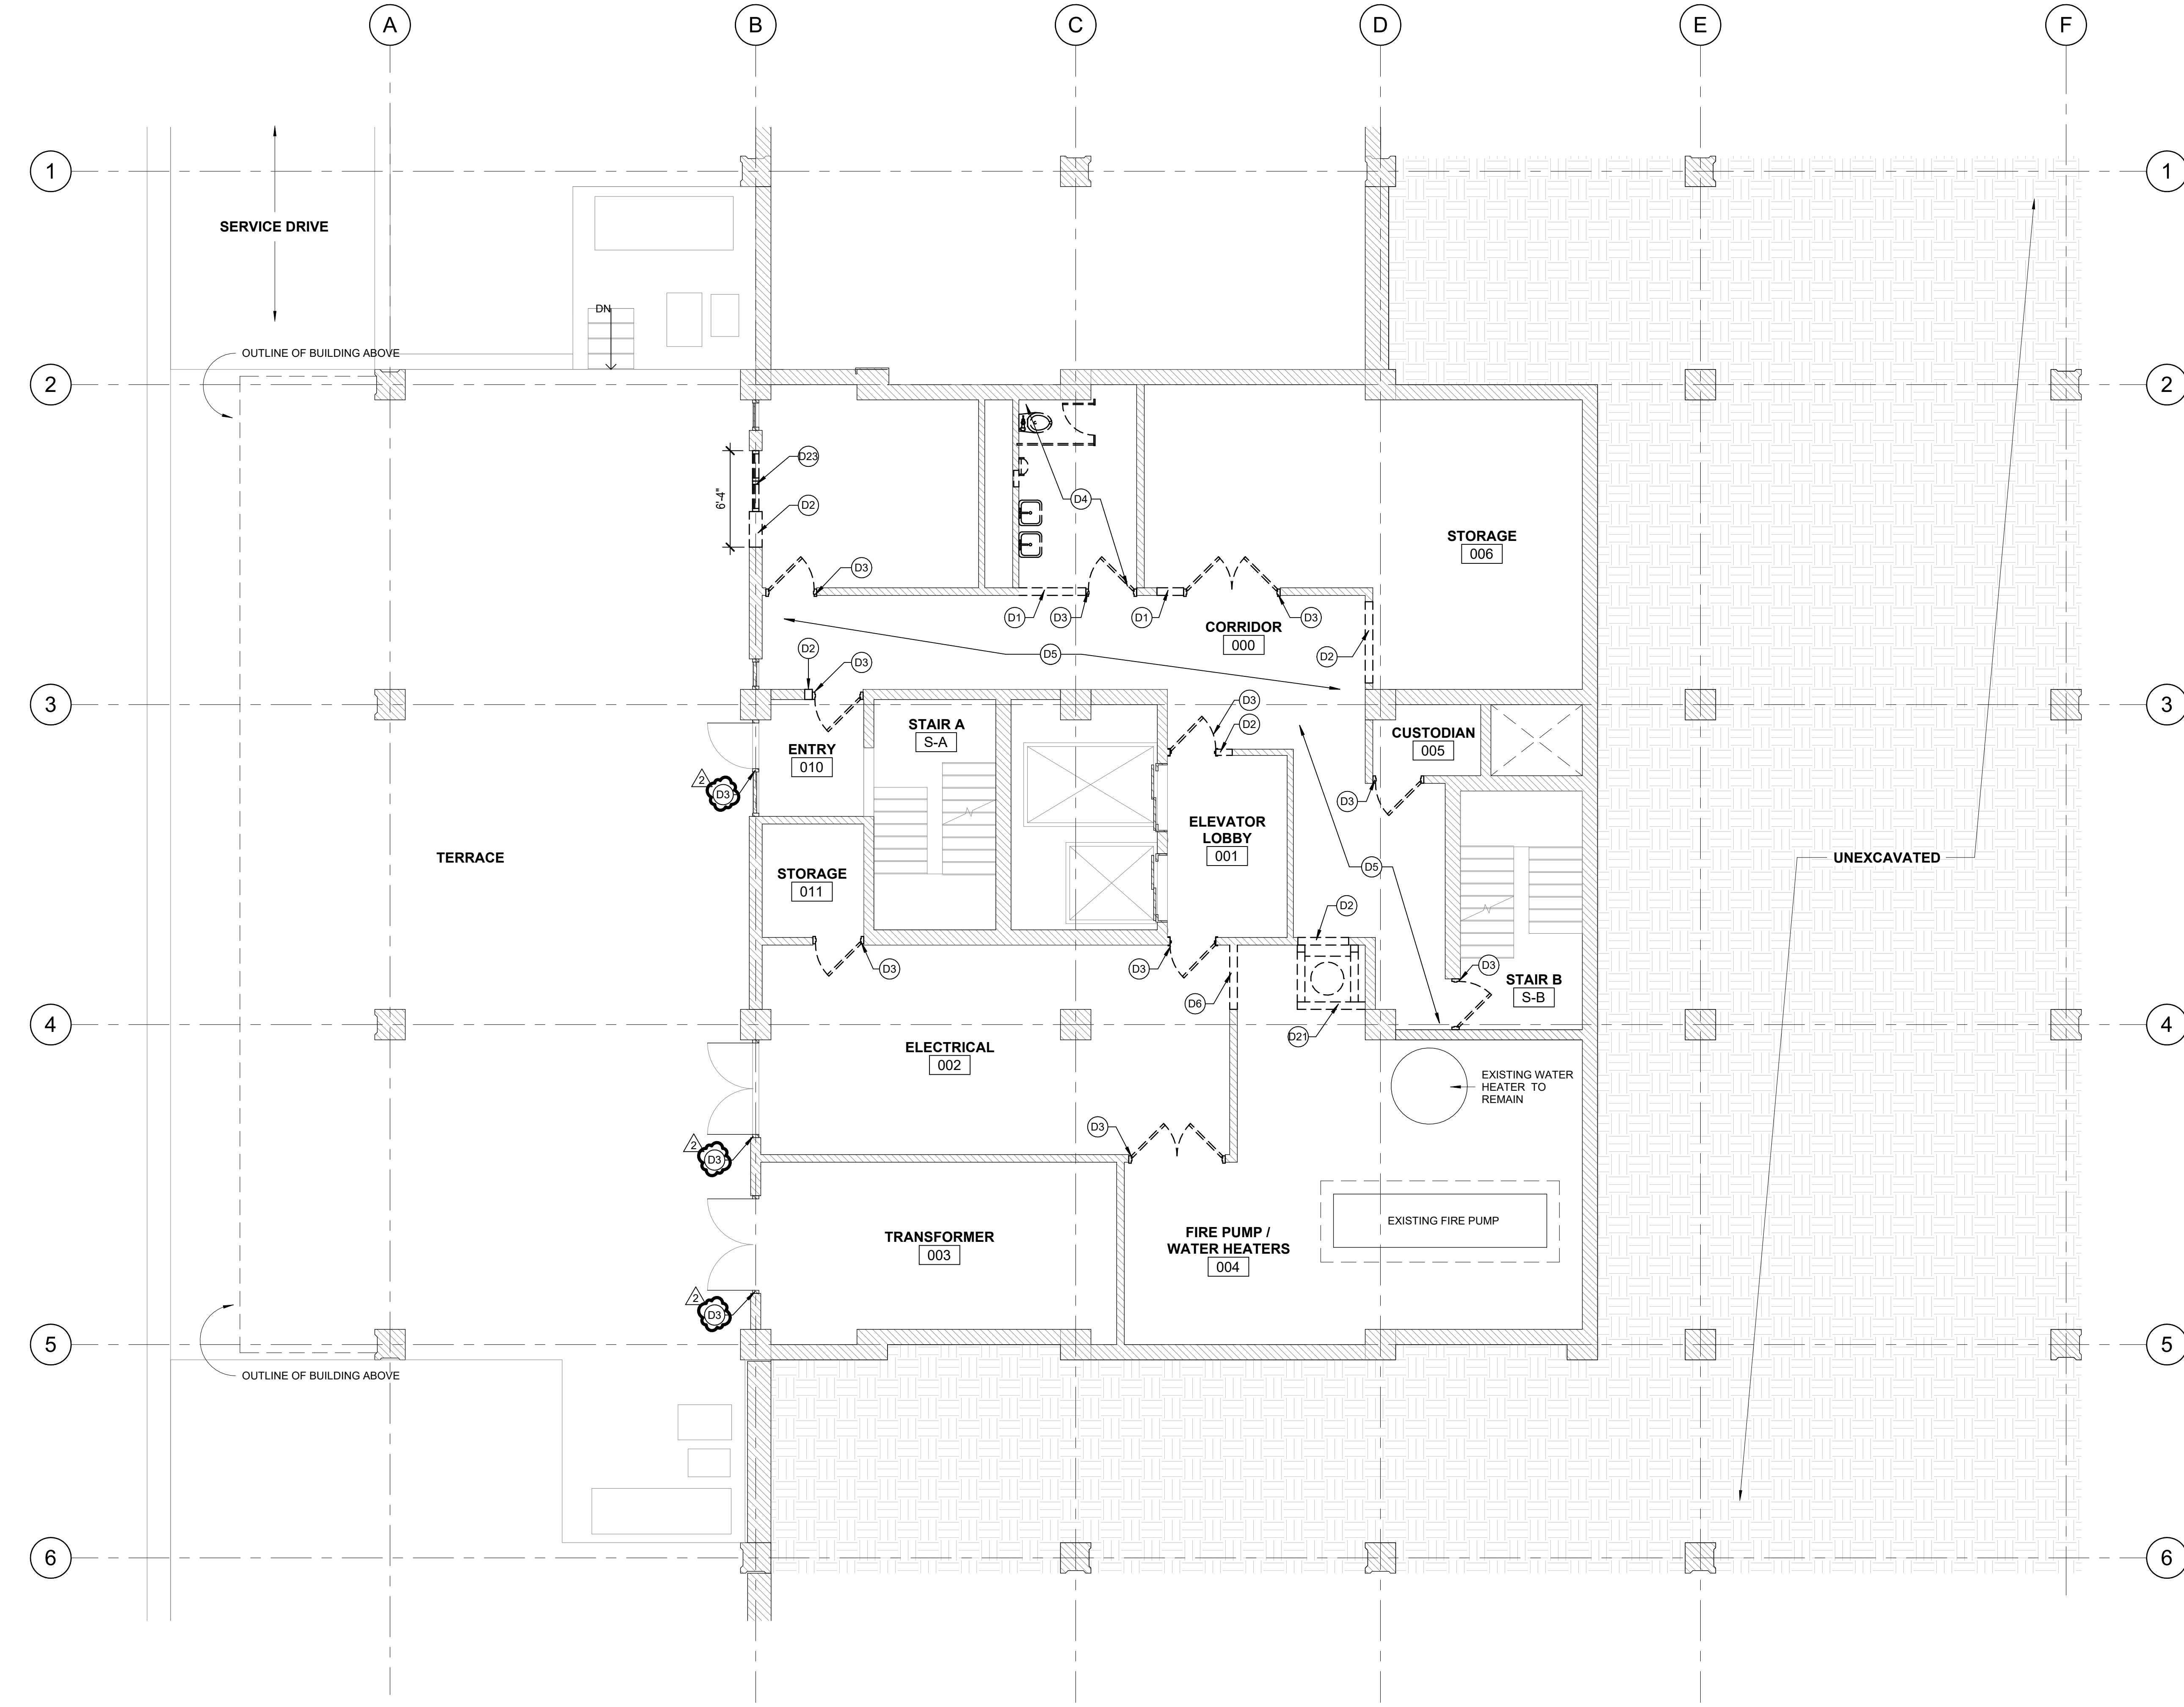 A
B
C
D
E
F
1
1
SERVICE DRIVE
DN
OUTLINE OF BUILDING ABOVE
2
2
D23
6'-4"
D2
D4
STORAGE
006
D3
D1
D3
D1
D3
CORRIDOR
000
D2
D5
D2
D3
3
3
STAIR A
S-A
D3
D2
CUSTODIAN
005
ENTRY
010
2
D3
D3
ELEVATOR
LOBBY
001
TERRACE
UNEXCAVATED
STORAGE
011
D5
D2
D3
D3
D3
STAIR B
S-B
D6
D21
4
4
ELECTRICAL
002
EXISTING WATER
HEATER TO
REMAIN
D3
2
D3
EXISTING FIRE PUMP
TRANSFORMER
003
FIRE PUMP /
WATER HEATERS
004
2
D3
5
5
OUTLINE OF BUILDING ABOVE
6
6